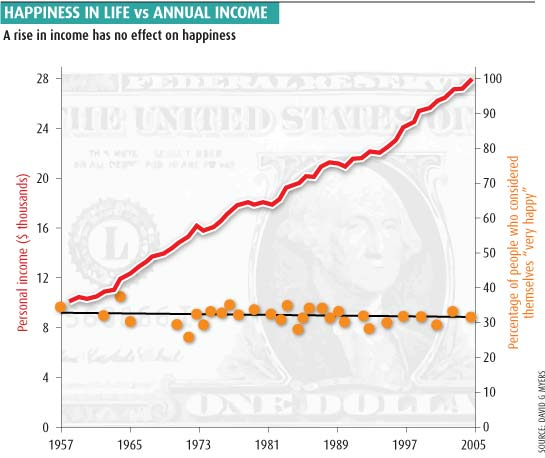 HAPPINESS IN LIFE vs ANNUAL INCOME
A rise in income has no effect on happiness
Personal income ($ thousands)
28
24
20
16
12
8
4
0
FEDERAL RESERVE
THE UNITED STATES O
L
ONE DOLL
100
90
80
70
60
50
40
30
20
10
0
Percentage of people who considered
themselves "very happy"
1957
1965
1973
1981
1989
1997
2005
SOURCE: DAVID G MYERS